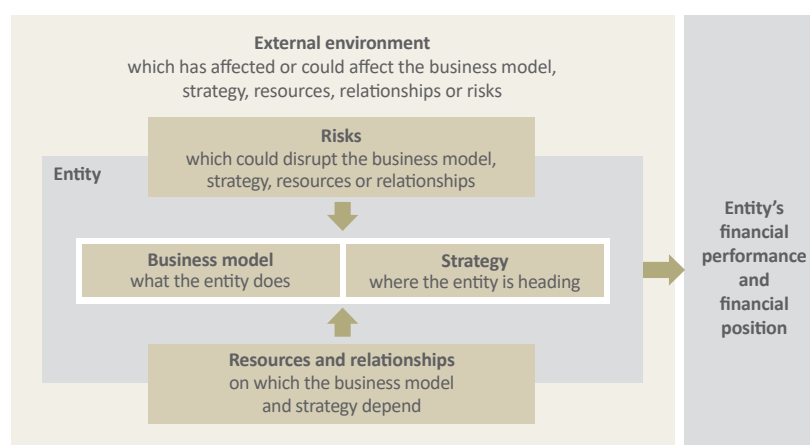 External environment
which has affected or could affect the business model,
strategy, resources, relationships or risks
Risks
which could disrupt the business model,
strategy, resources or relationships
Entity
Business model
what the entity does
Strategy
where the entity is heading
Resources and relationships
on which the business model
and strategy depend
Entity’s
financial
performance
and
financial
position